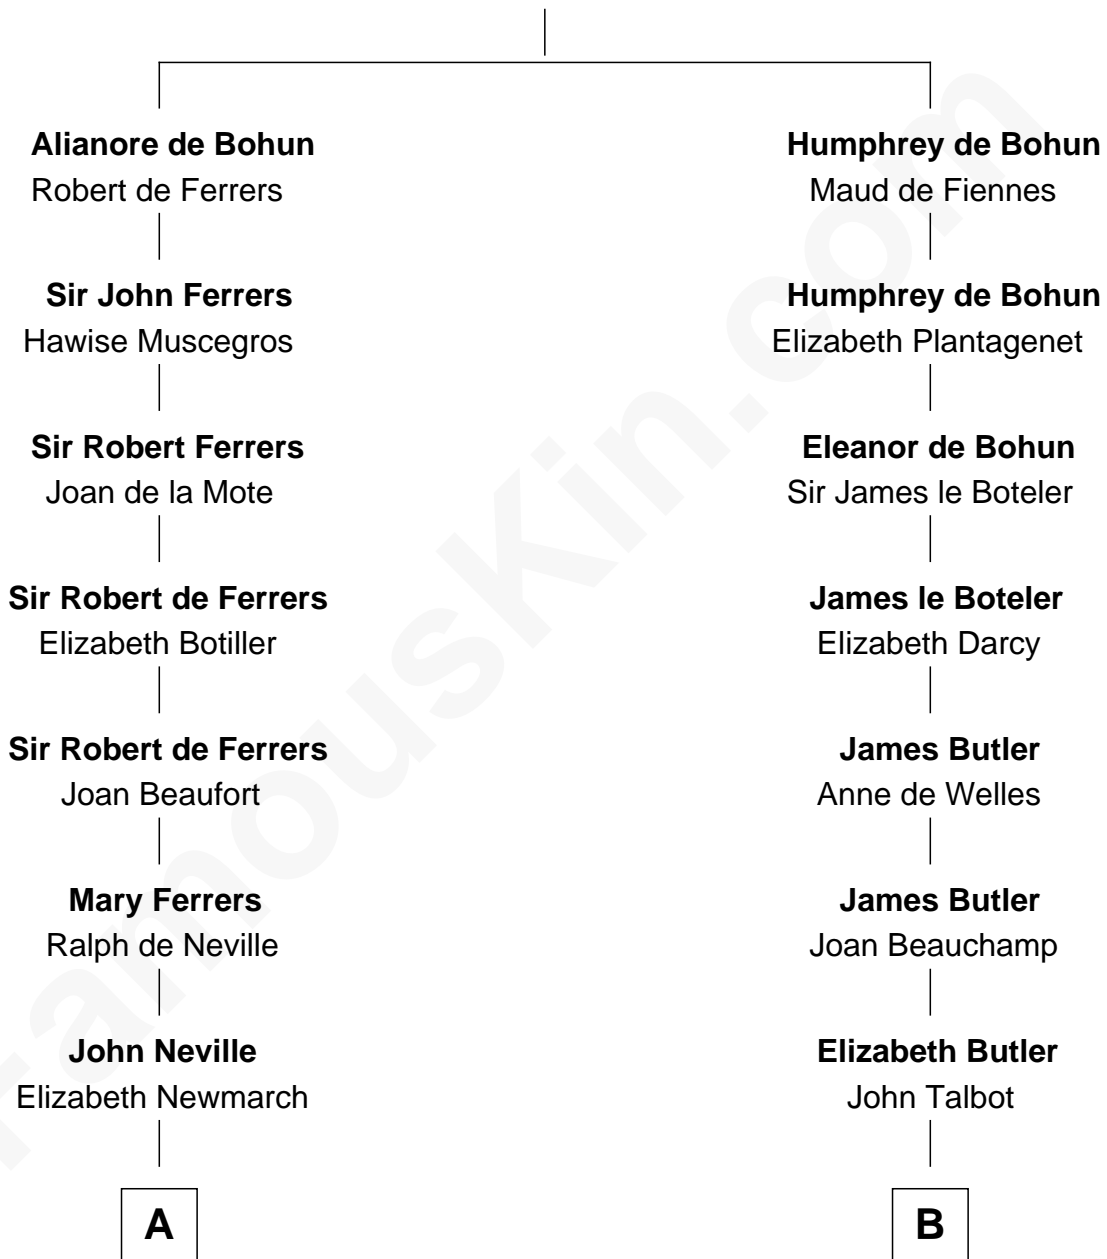 Alianore de Bohun
Robert de Ferrers
Sir John Ferrers
Hawise Muscegros
Sir Robert Ferrers
Joan de la Mote
Sir Robert de Ferrers
Elizabeth Botiller
Sir Robert de Ferrers
Joan Beaufort
Mary Ferrers
Ralph de Neville
John Neville
Elizabeth Newmarch
A
Humphrey de Bohun
Maud de Fiennes
Humphrey de Bohun
Elizabeth Plantagenet
Eleanor de Bohun
Sir James le Boteler
James le Boteler
Elizabeth Darcy
James Butler
Anne de Welles
James Butler
Joan Beauchamp
Elizabeth Butler
John Talbot
B
FamousKin.com